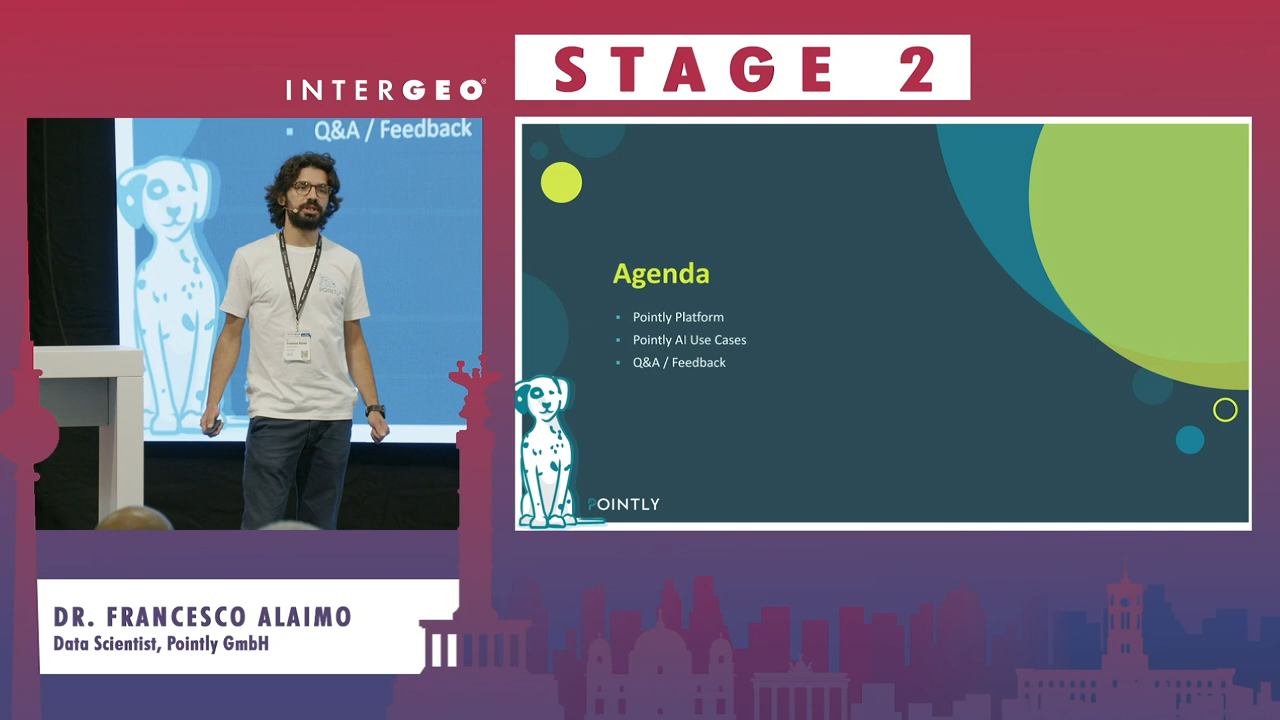 INTERGEO®
STAGE 2
▪ Q&A / Feedback
POINTLY
Agenda
▪ Pointly Platform
▪ Pointly AI Use Cases
▪ Q&A / Feedback
POINTLY
DR. FRANCESCO ALAIMO
Data Scientist, Pointly GmbH